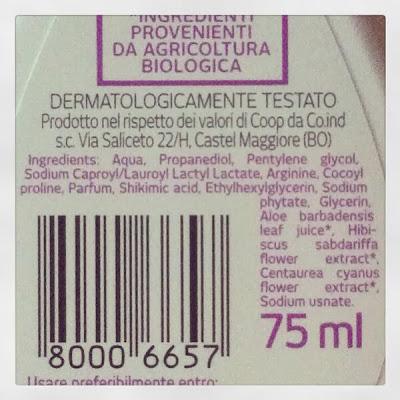 *INGREDIENTI
PROVENIENTI
DA AGRICOLTURA
BIOLOGICA
DERMATOLOGICAMENTE TESTATO
Prodotto nel rispetto dei valori di Coop da Co.ind
s.c. Via Saliceto 22/H, Castel Maggiore (BO)
Ingredients: Aqua, Propanediol, Pentylene glycol,
Sodium Caproyl/Lauroyl Lactyl Lactate, Arginine, Cocoyl
proline, Parfum, Shikimic acid, Ethylhexylglycerin, Sodium
phytate, Glycerin,
Aloe barbadensis
leaf juice*, Hibi-
scus sabdariffa
flower extract*,
Centaurea cyanus
flower extract*,
Sodium usnate.
75 ml
8000 6657
Usare preferibilmente entro: